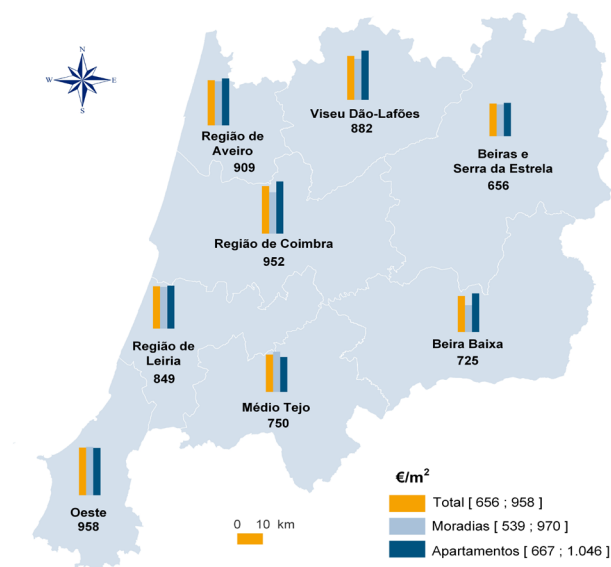 N
W E
S
Viseu Dão-Lafões
882
Região de
Aveiro
909
Beiras e
Serra da Estrela
656
Região de Coimbra
952
Região de
Leiria
849
Beira Baixa
725
Médio Tejo
750
Oeste
958
0 10 km
€/m²
Total [ 656 ; 958 ]
Moradias [ 539 ; 970 ]
Apartamentos [ 667 ; 1.046 ]